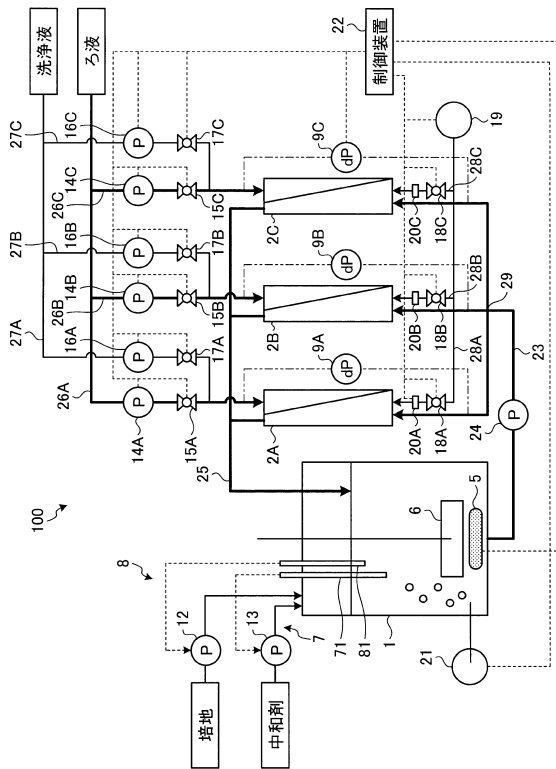 100
8
培地
中和剤
12
13
7
71
81
1
21
5
6
24
23
25
29
2A
2B
2C
9A
9B
9C
P
P
P
P
P
P
P
P
P
dP
dP
dP
14A
14B
14C
15A
15B
15C
16A
16B
16C
17A
17B
17C
18A
18B
18C
20A
20B
20C
28A
28B
28C
26A
26B
26C
27A
27B
27C
19
22
洗浄液
ろ液
制御装置